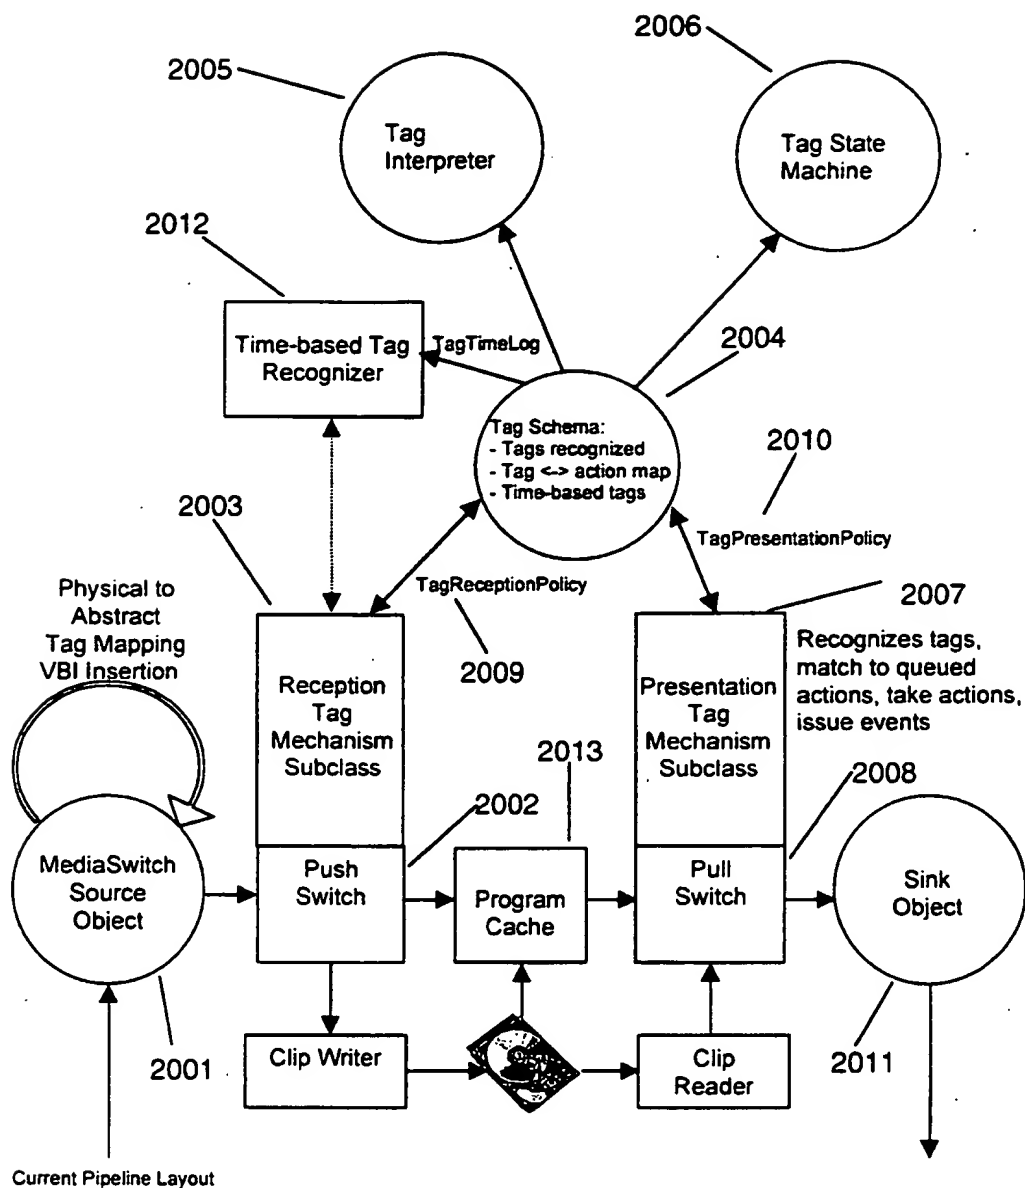 2006
2005
Tag
Interpreter
Tag State
Machine
2012
Time-based Tag
Recognizer
TagTimeLog
2004
Tag Schema:
- Tags recognized
- Tag <-> action map
- Time-based tags
2010
2003
TagPresentationPolicy
TagReceptionPolicy
Physical to
Abstract
Tag Mapping
VBI Insertion
2009
2007
Recognizes tags,
match to queued
actions, take actions,
issue events
Reception
Tag
Mechanism
Subclass
Presentation
Tag
Mechanism
Subclass
2013
2002
2008
MediaSwitch
Source
Object
Push
Switch
Program
Cache
Pull
Switch
Sink
Object
2001
Clip Writer
Clip
Reader
2011
Current Pipeline Layout